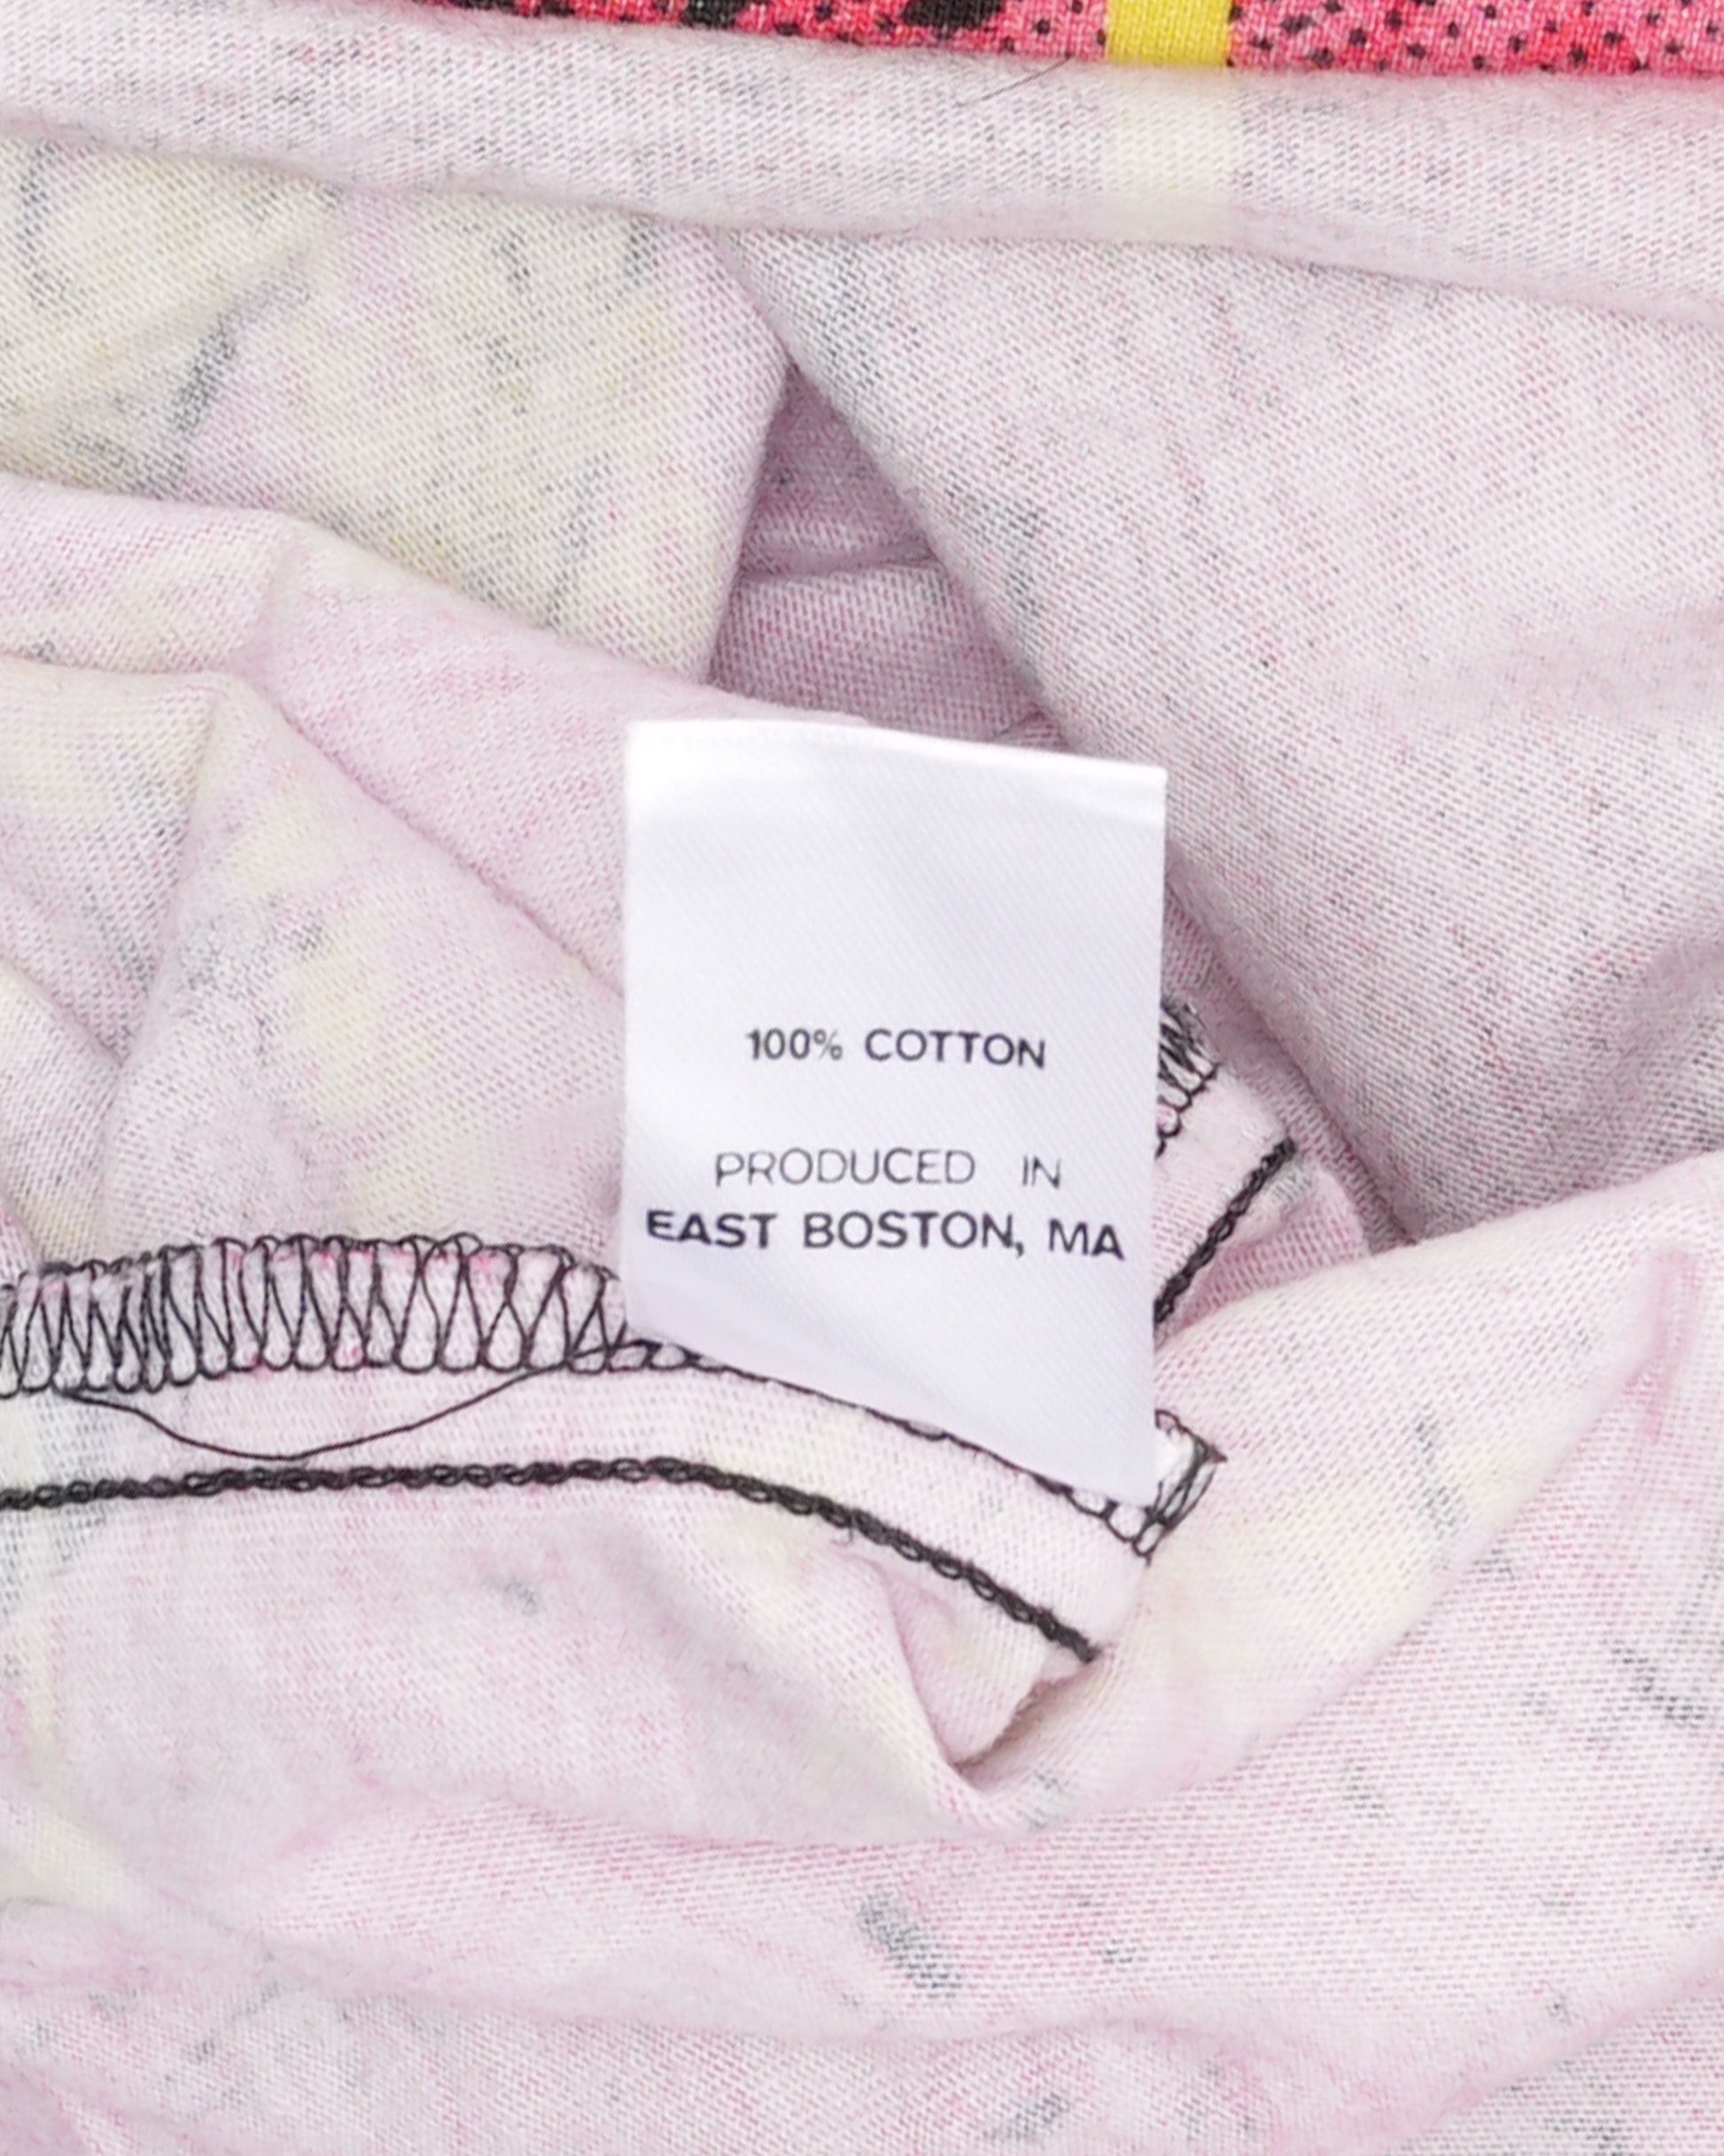 100% COTTON
PRODUCED IN
EAST BOSTON, MA